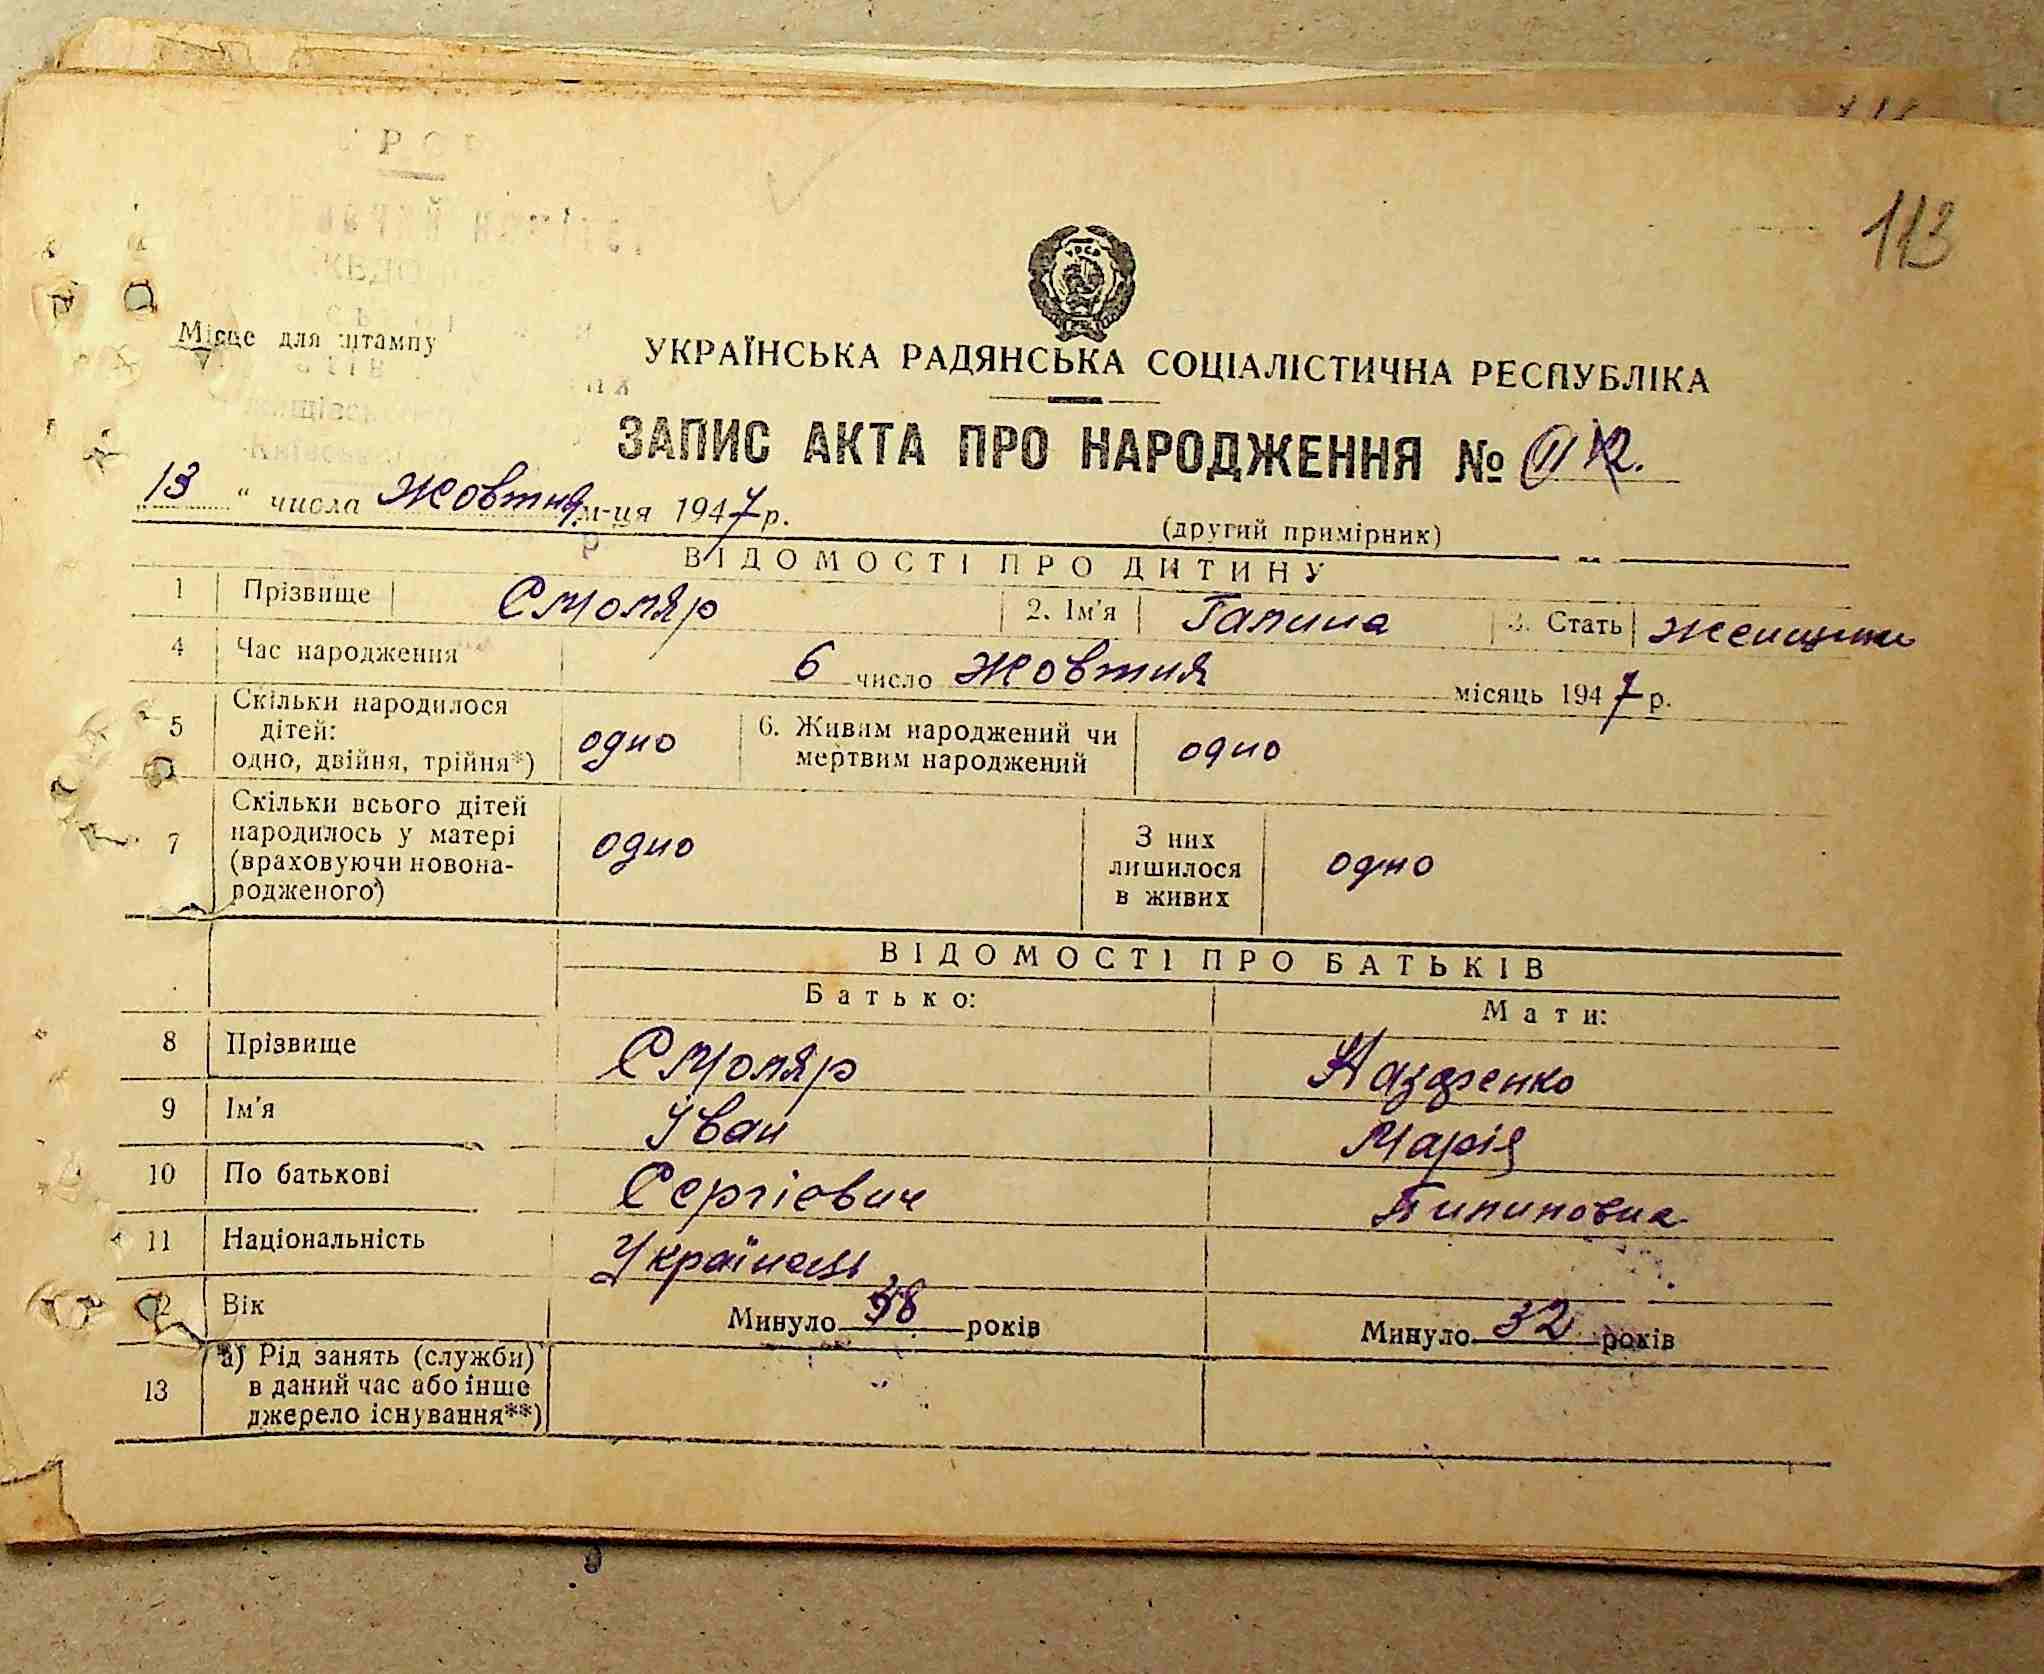 113
Місце для штампу
УКРАЇНСЬКА РАДЯНСЬКА СОЦІАЛІСТИЧНА РЕСПУБЛІКА
ЗАПИС АКТА ПРО НАРОДЖЕННЯ №
13 " числа Жовтня м-ця 1947 р.
(другий примірник)
ВІДОМОСТІ ПРО ДИТИНУ
1 Прізвище Смоляр 2. Ім'я Галина 3. Стать
4 Час народження 6 число Жовтня місяць 1947 р.
5 Скільки народилося дітей: одно, двійня, трійня*) одно 6. Живим народжений чи мертвим народжений одно
7 Скільки всього дітей народилось у матері (враховуючи новонародженого) одно З них лишилося в живих одно
ВІДОМОСТІ ПРО БАТЬКІВ
Батько: Мати:
8 Прізвище Смоляр
9 Ім'я Іван Марія
10 По батькові Сергіевич Пилиповна
11 Національність Українець
12 Вік Минуло 38 років Минуло 32 років
13 а) Рід занять (служби) в даний час або інше джерело існування**)